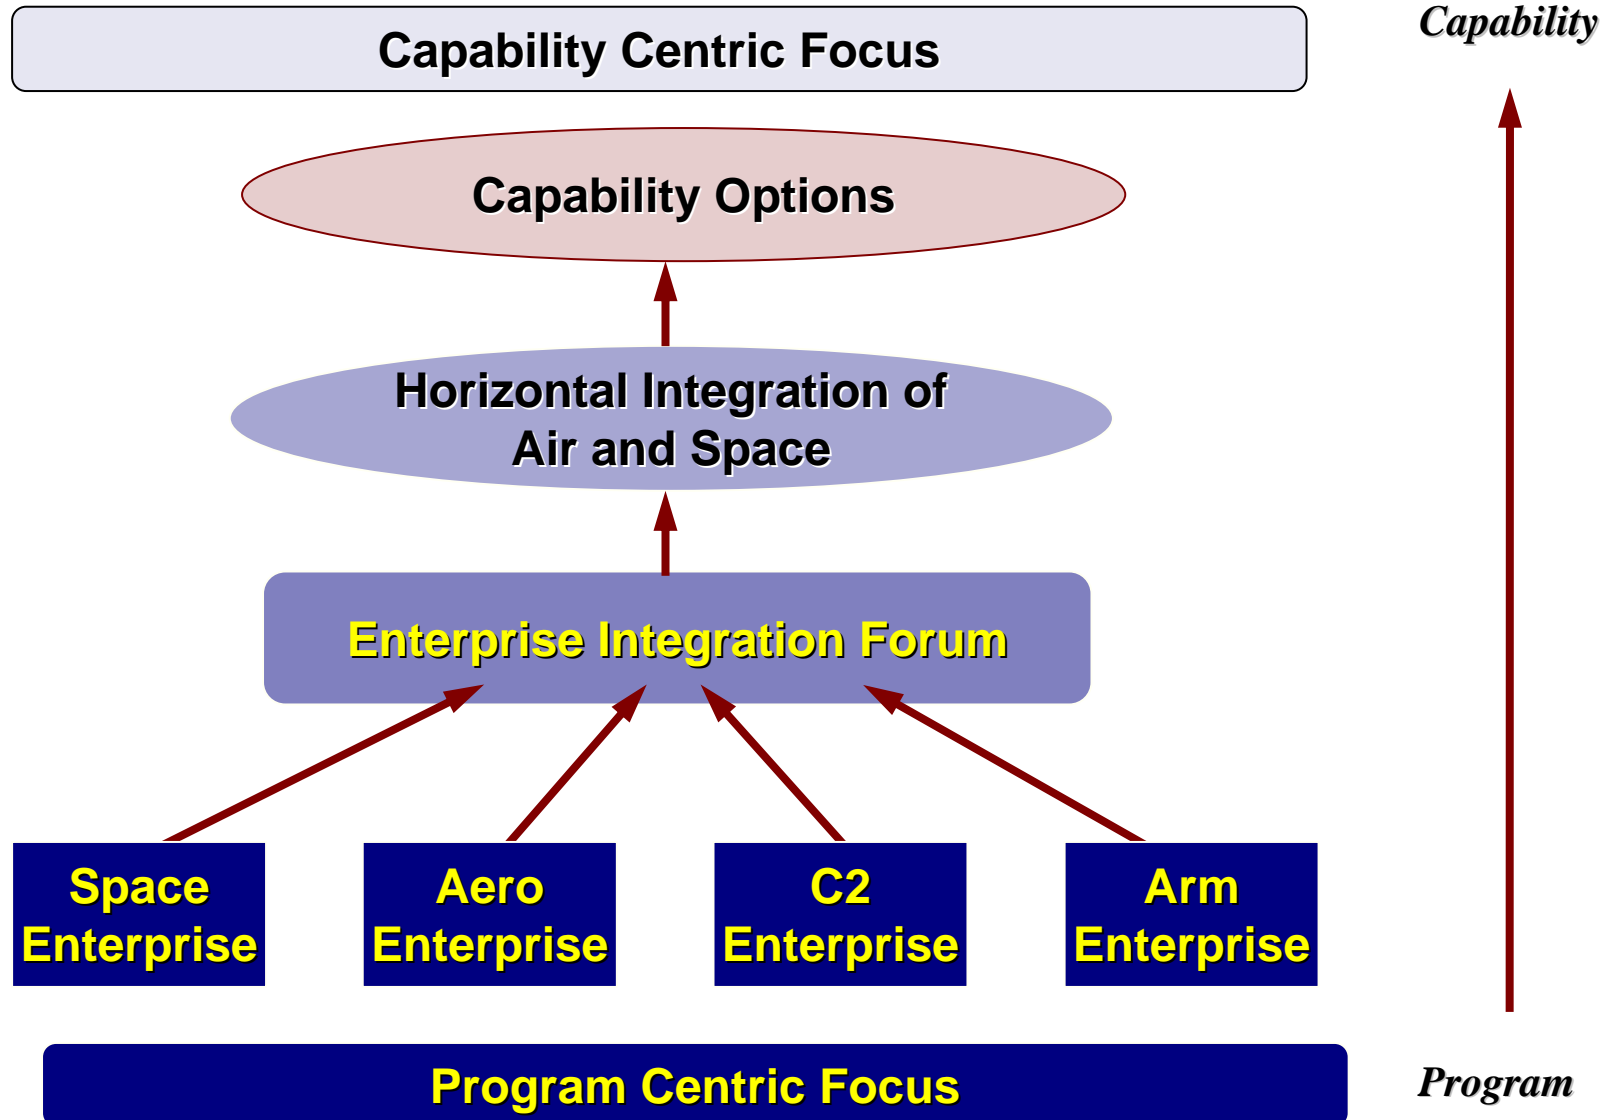 Capability Centric Focus
Capability
Capability Options
Horizontal Integration of
Air and Space
Enterprise Integration Forum
Space
Enterprise
Aero
Enterprise
C2
Enterprise
Arm
Enterprise
Program Centric Focus
Program